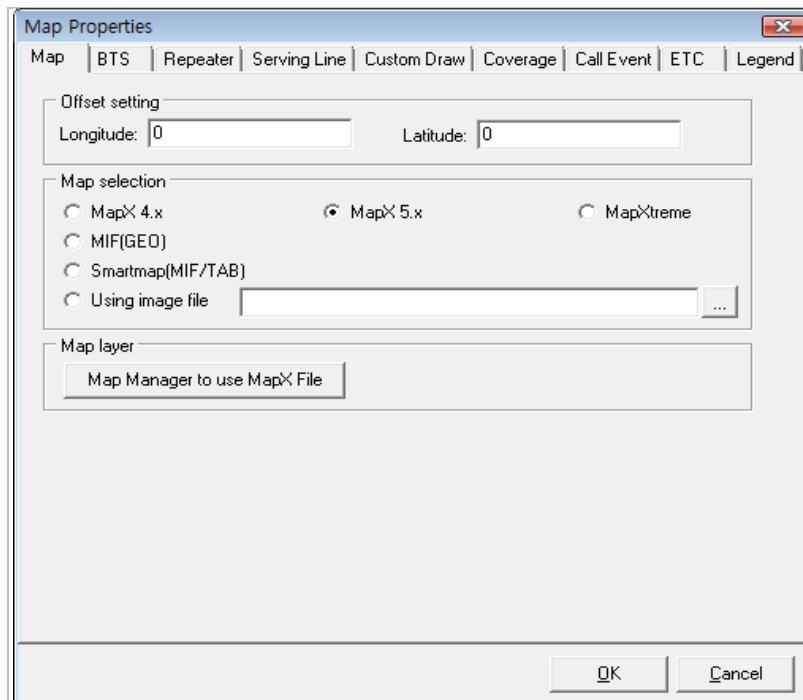 Map Properties
Map BTS Repeater Serving Line Custom Draw Coverage Call Event ETC Legend
Offset setting
Longitude: 0 Latitude: 0
Map selection
MapX 4.x MapX 5.x MapXtreme
MIF(GEO)
Smartmap(MIF/TAB)
Using image file ...
Map layer
Map Manager to use MapX File
OK Cancel